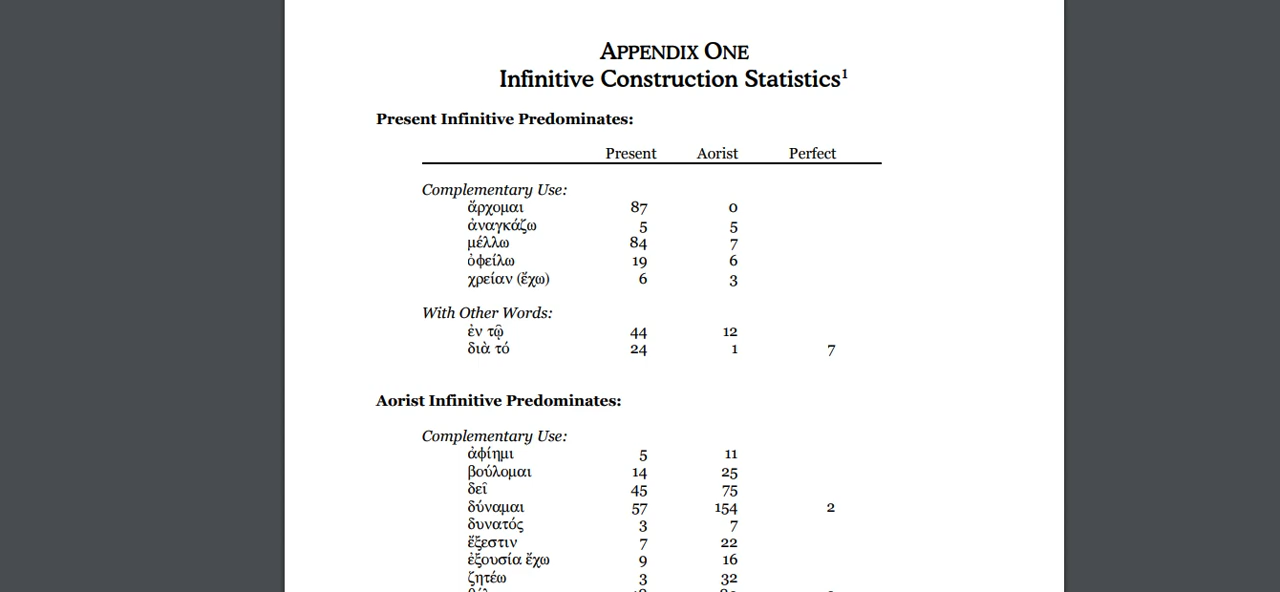 APPENDIX ONE
Infinitive Construction Statistics¹
Present Infinitive Predominates:
Present Aorist Perfect
Complementary Use:
ἄρχομαι 87 0
ἀναγκάζω 5 5
μέλλω 84 7
ὀφείλω 19 6
χρείαν (ἔχω) 6 3
With Other Words:
ἐν τῷ 44 12
διὰ τό 24 1 7
Aorist Infinitive Predominates:
Complementary Use:
ἀφίημι 5 11
βούλομαι 14 25
δεῖ 45 75
δύναμαι 57 154 2
δυνατός 3 7
ἔξεστιν 7 22
ἐξουσία ἔχω 9 16
ζητέω 3 32